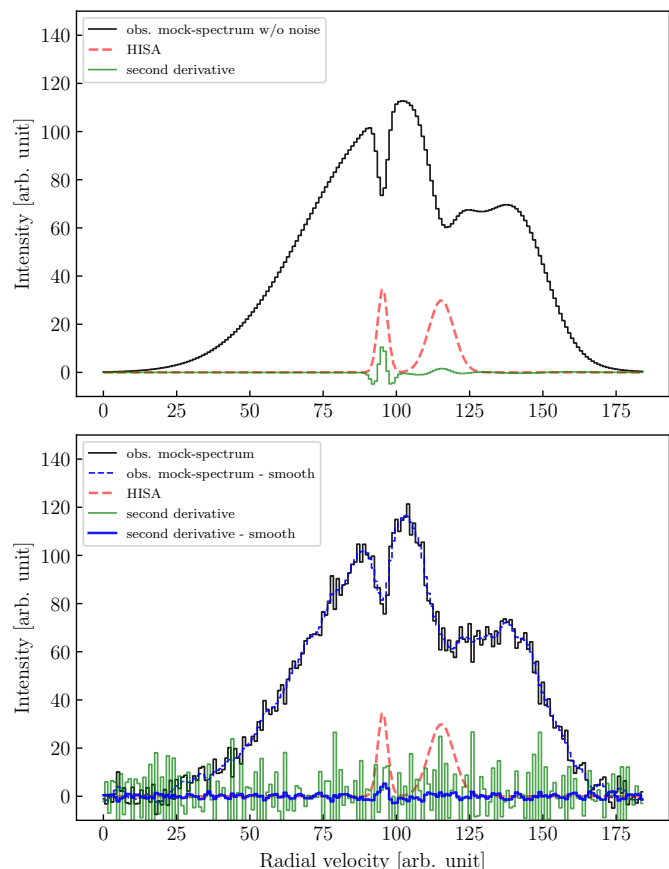 140
120
100
80
60
40
20
0
Intensity [arb. unit]
obs. mock-spectrum w/o noise
HISA
second derivative
0 25 50 75 100 125 150 175
140
120
100
80
60
40
20
0
Intensity [arb. unit]
obs. mock-spectrum
obs. mock-spectrum - smooth
HISA
second derivative
second derivative - smooth
0 25 50 75 100 125 150 175
Radial velocity [arb. unit]